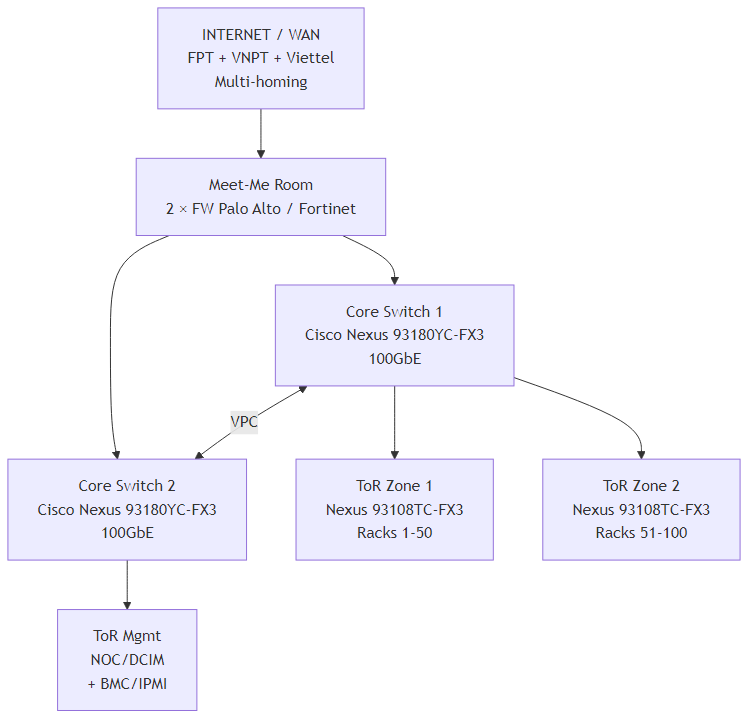 INTERNET / WAN
FPT + VNPT + Viettel
Multi-homing
Meet-Me Room
2 × FW Palo Alto / Fortinet
Core Switch 1
Cisco Nexus 93180YC-FX3
100GbE
VPC
Core Switch 2
Cisco Nexus 93180YC-FX3
100GbE
ToR Zone 1
Nexus 93108TC-FX3
Racks 1-50
ToR Zone 2
Nexus 93108TC-FX3
Racks 51-100
ToR Mgmt
NOC/DCIM
+ BMC/IPMI